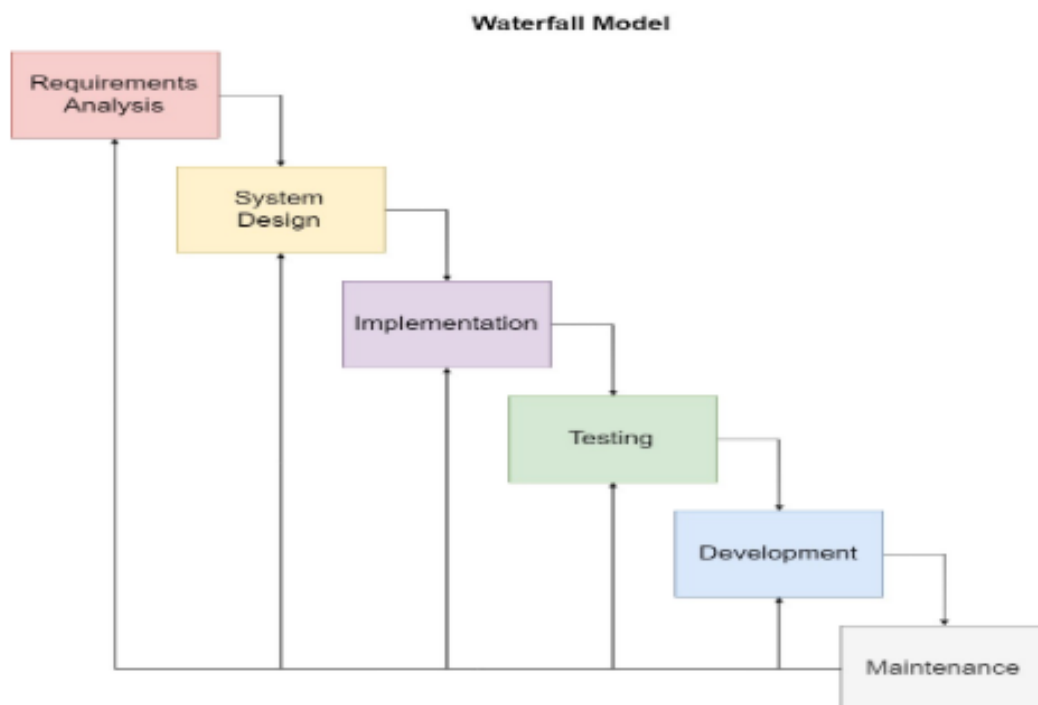 Waterfall Model
Requirements
Analysis
System
Design
Implementation
Testing
Development
Maintenance